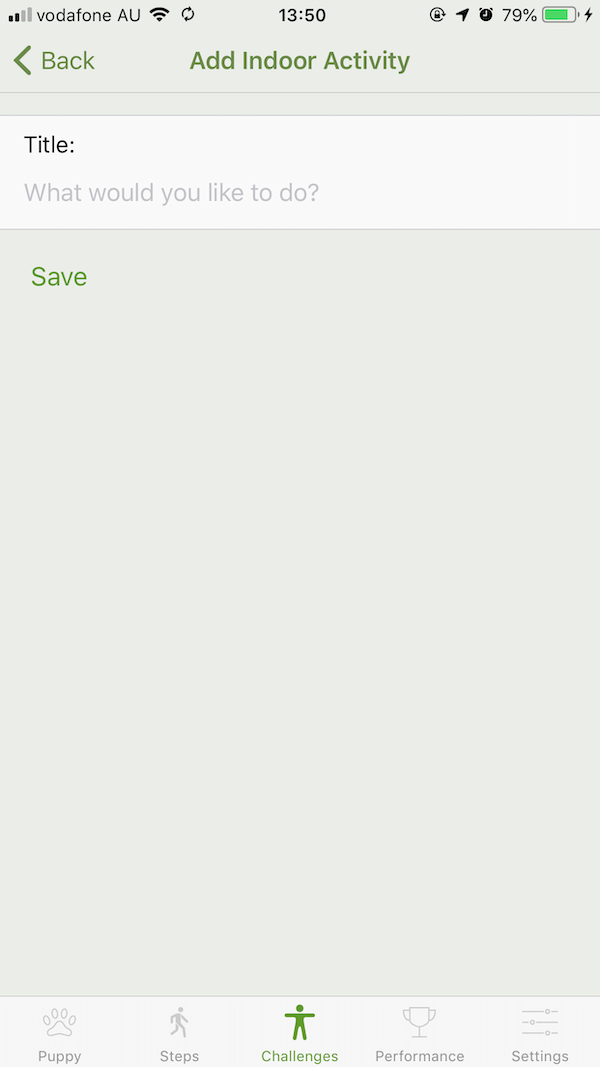 vodafone AU 13:50 79%
Back Add Indoor Activity
Title:
What would you like to do?
Save
Puppy Steps Challenges Performance Settings